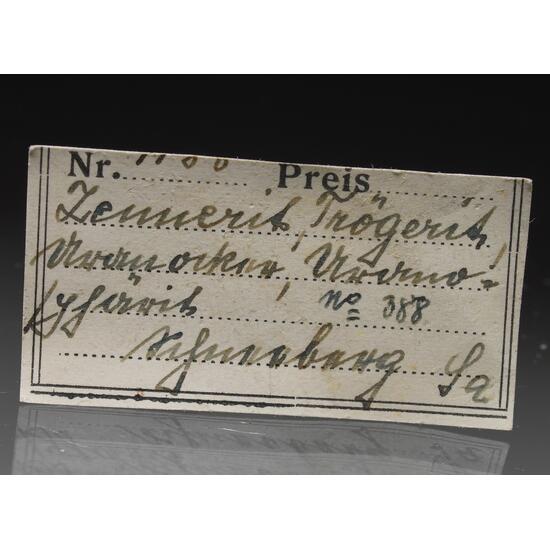 Nr. Preis
Zeunerit, Trögerit,
Uranocker, Urano-
sphärit no 388
Schneeberg Sa